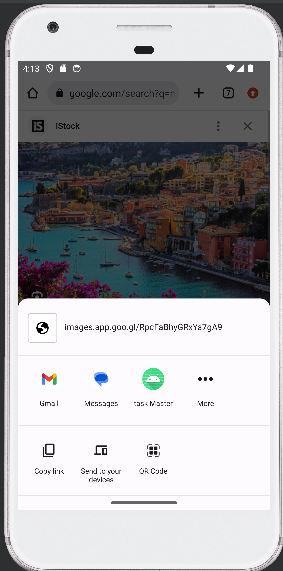 4:13
google.com/search?q=n
7
iStock
images.app.goo.gl/RpcFaBhyGRxYa7gA9
Gmail
Messages
task Master
More
Copy link
Send to your
devices
QR Code